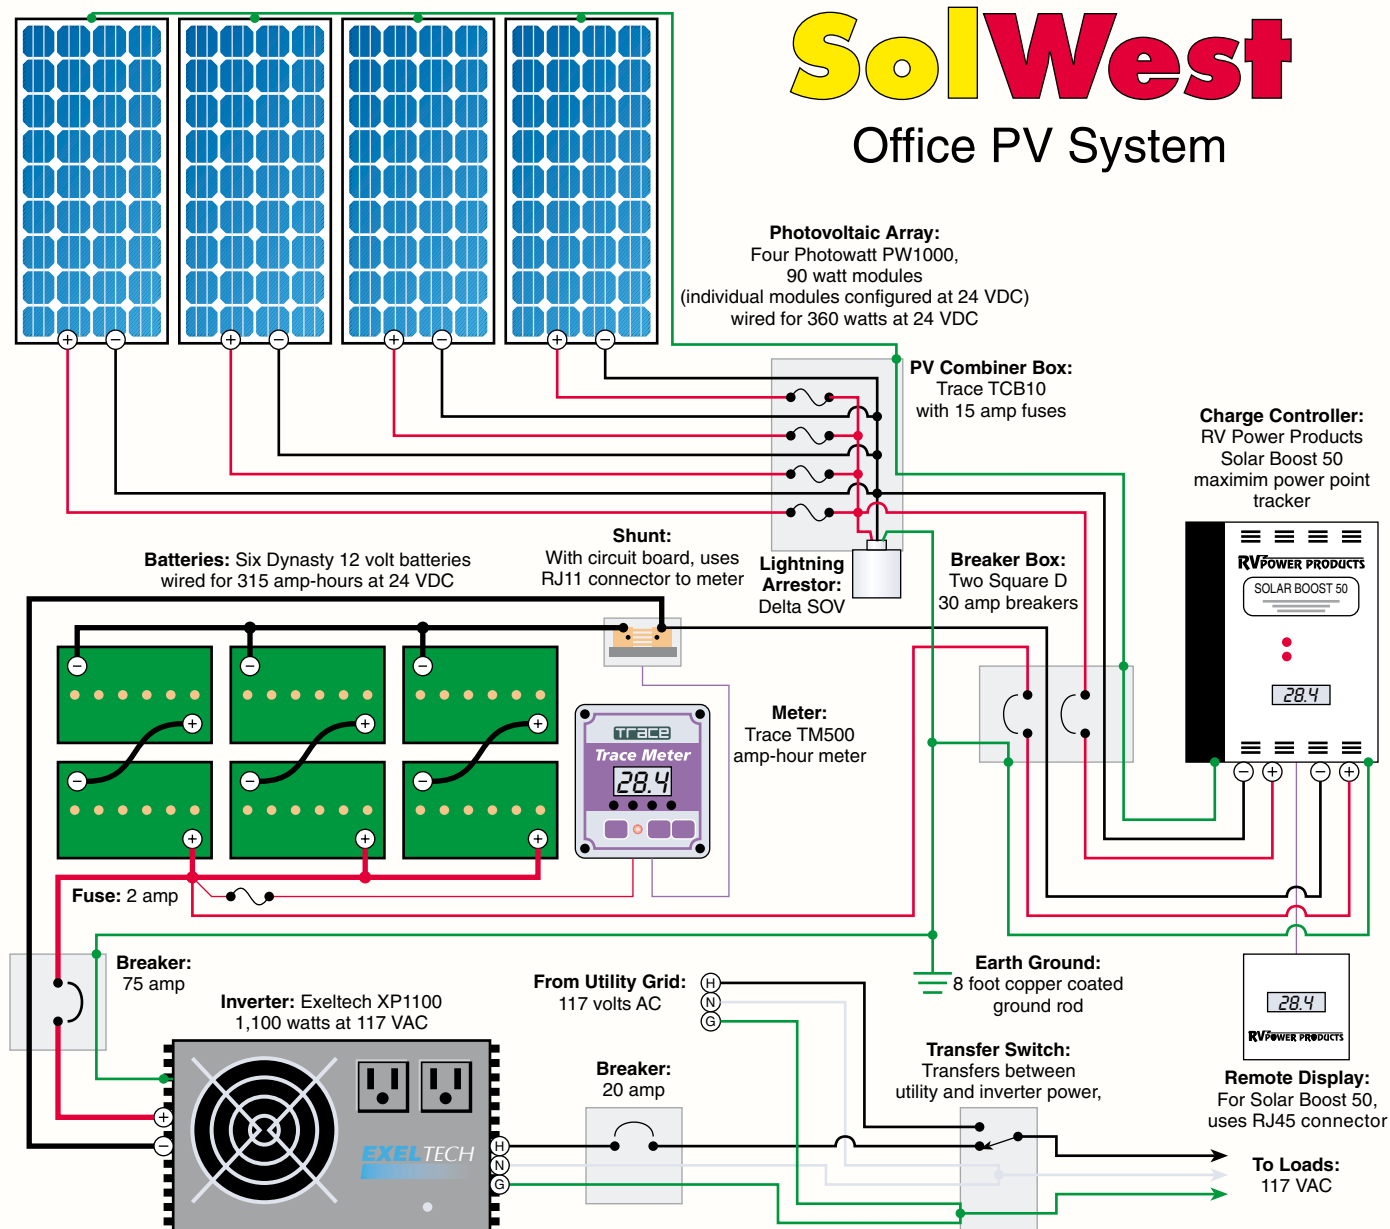 SolWest
Office PV System
Photovoltaic Array:
Four Photowatt PW1000,
90 watt modules
(individual modules configured at 24 VDC)
wired for 360 watts at 24 VDC
+ − + − + − + −
PV Combiner Box:
Trace TCB10
with 15 amp fuses
Charge Controller:
RV Power Products
Solar Boost 50
maximim power point
tracker
Shunt:
With circuit board, uses
RJ11 connector to meter
Batteries: Six Dynasty 12 volt batteries
wired for 315 amp-hours at 24 VDC
Lightning
Arrestor:
Delta SOV
Breaker Box:
Two Square D
30 amp breakers
RV POWER PRODUCTS
SOLAR BOOST 50
28.4
− + − +
− − −
+ + +
− − −
+ + +
Trace
Trace Meter
28.4
Meter:
Trace TM500
amp-hour meter
Fuse: 2 amp
Breaker:
75 amp
Inverter: Exeltech XP1100
1,100 watts at 117 VAC
From Utility Grid:
117 volts AC
H
N
G
Earth Ground:
8 foot copper coated
ground rod
28.4
RV POWER PRODUCTS
Remote Display:
For Solar Boost 50,
uses RJ45 connector
Breaker:
20 amp
Transfer Switch:
Transfers between
utility and inverter power,
+
−
EXELTECH
H
N
G
To Loads:
117 VAC